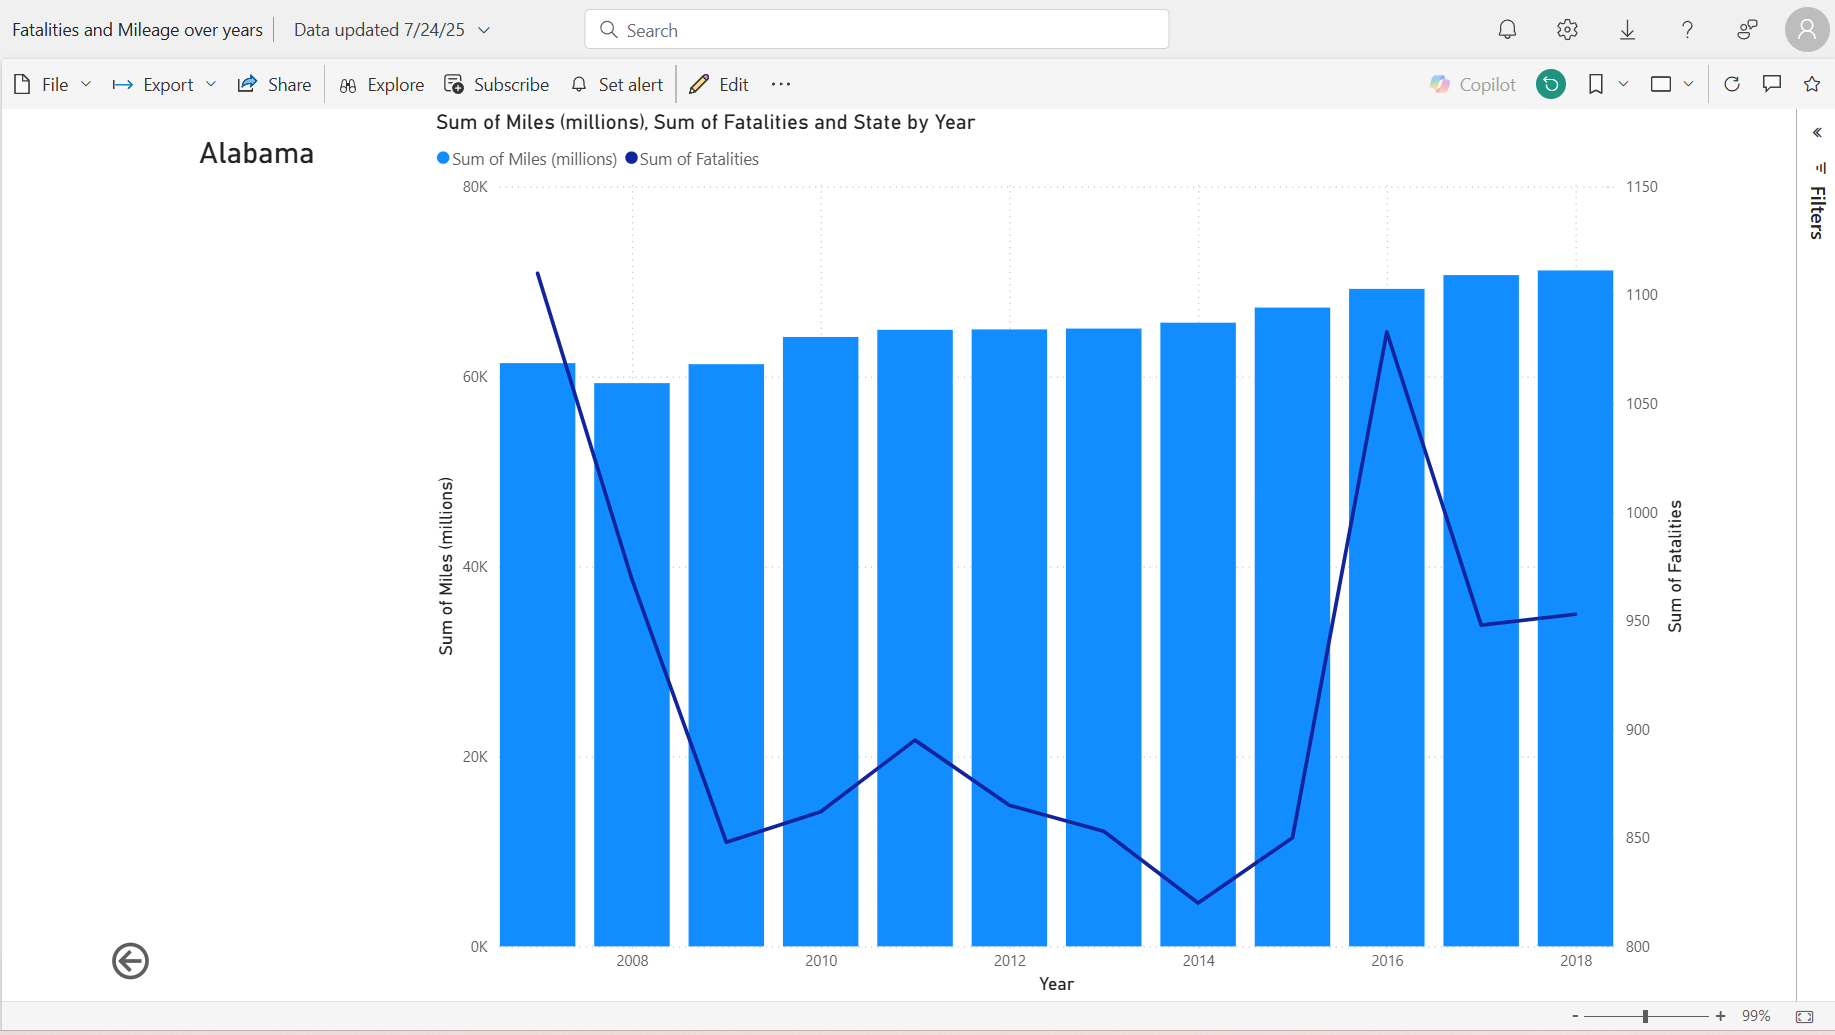 Fatalities and Mileage over years
Data updated 7/24/25
Search
File
Export
Share
Explore
Subscribe
Set alert
Edit
Copilot
Alabama
Sum of Miles (millions), Sum of Fatalities and State by Year
Sum of Miles (millions) Sum of Fatalities
80K
60K
40K
20K
0K
Sum of Miles (millions)
1150
1100
1050
1000
950
900
850
800
Sum of Fatalities
2008 2010 2012 2014 2016 2018
Year
Filters
- + 99%